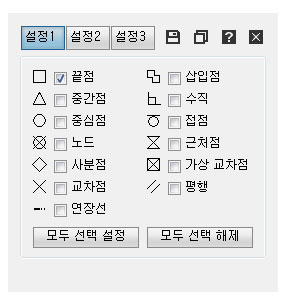 설정1 설정2 설정3
끝점 삽입점
중간점 수직
중심점 접점
노드 근처점
사분점 가상 교차점
교차점 평행
연장선
모두 선택 설정 모두 선택 해제